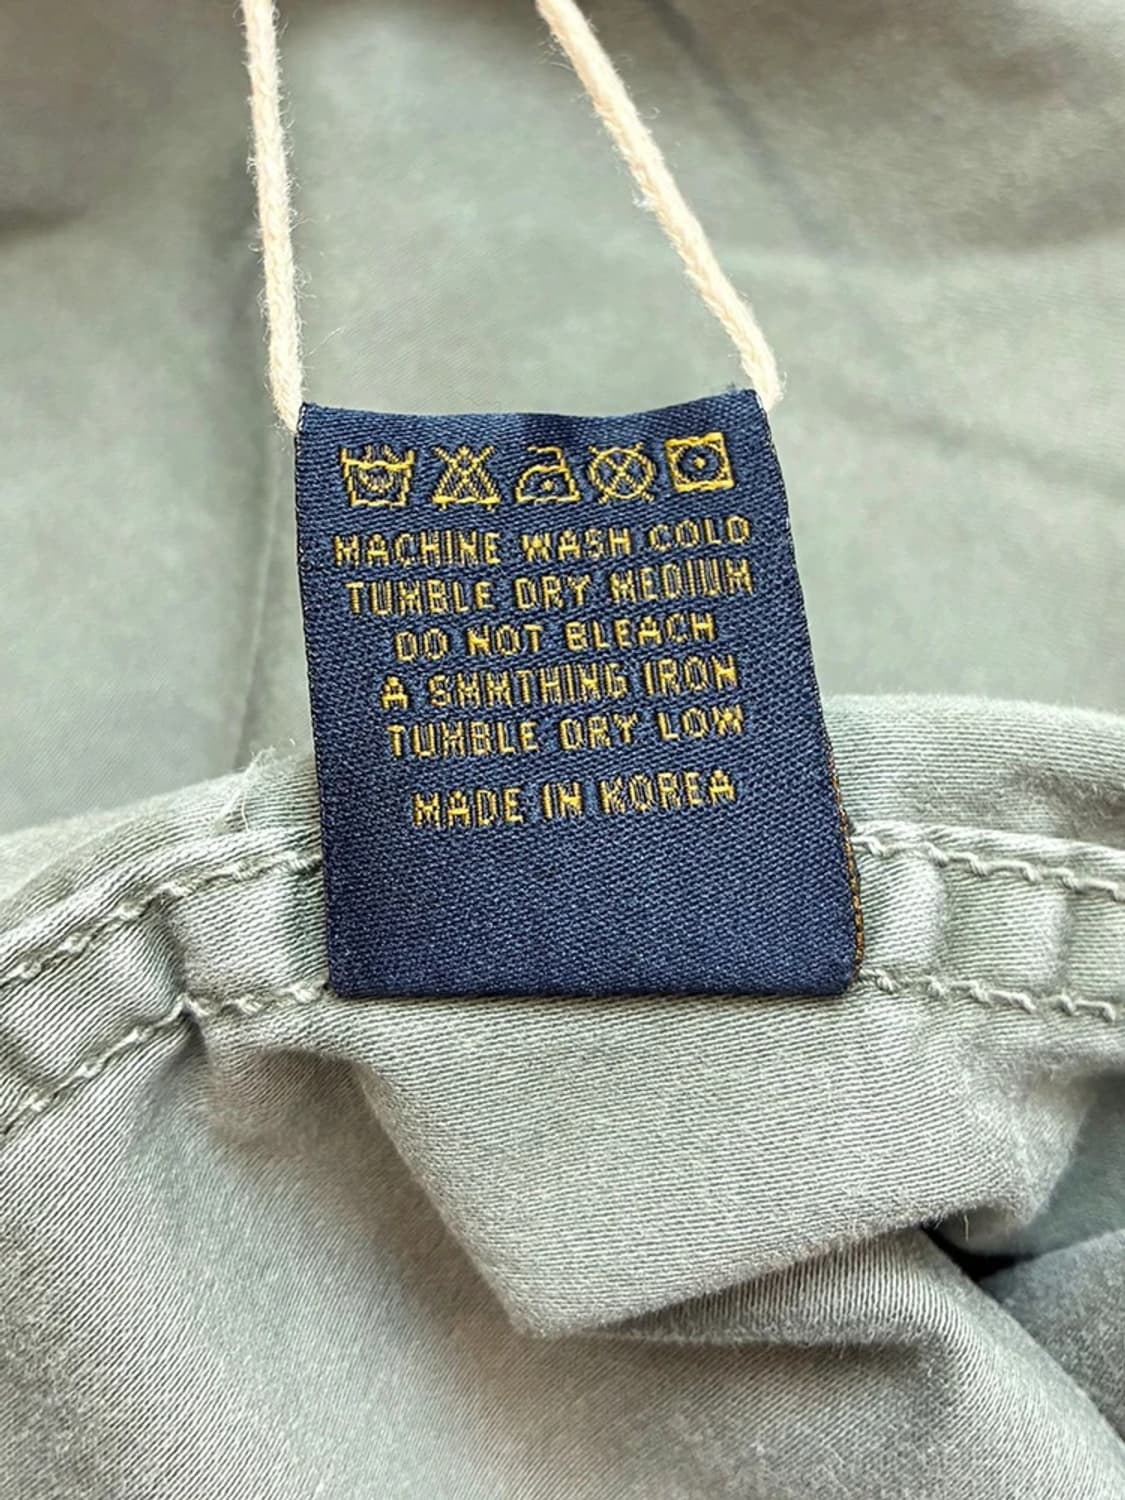 MACHINE WASH COLD
TUMBLE DRY MEDIUM
DO NOT BLEACH
A SMMTHING IRON
TUMBLE DRY LOW
MADE IN KOREA